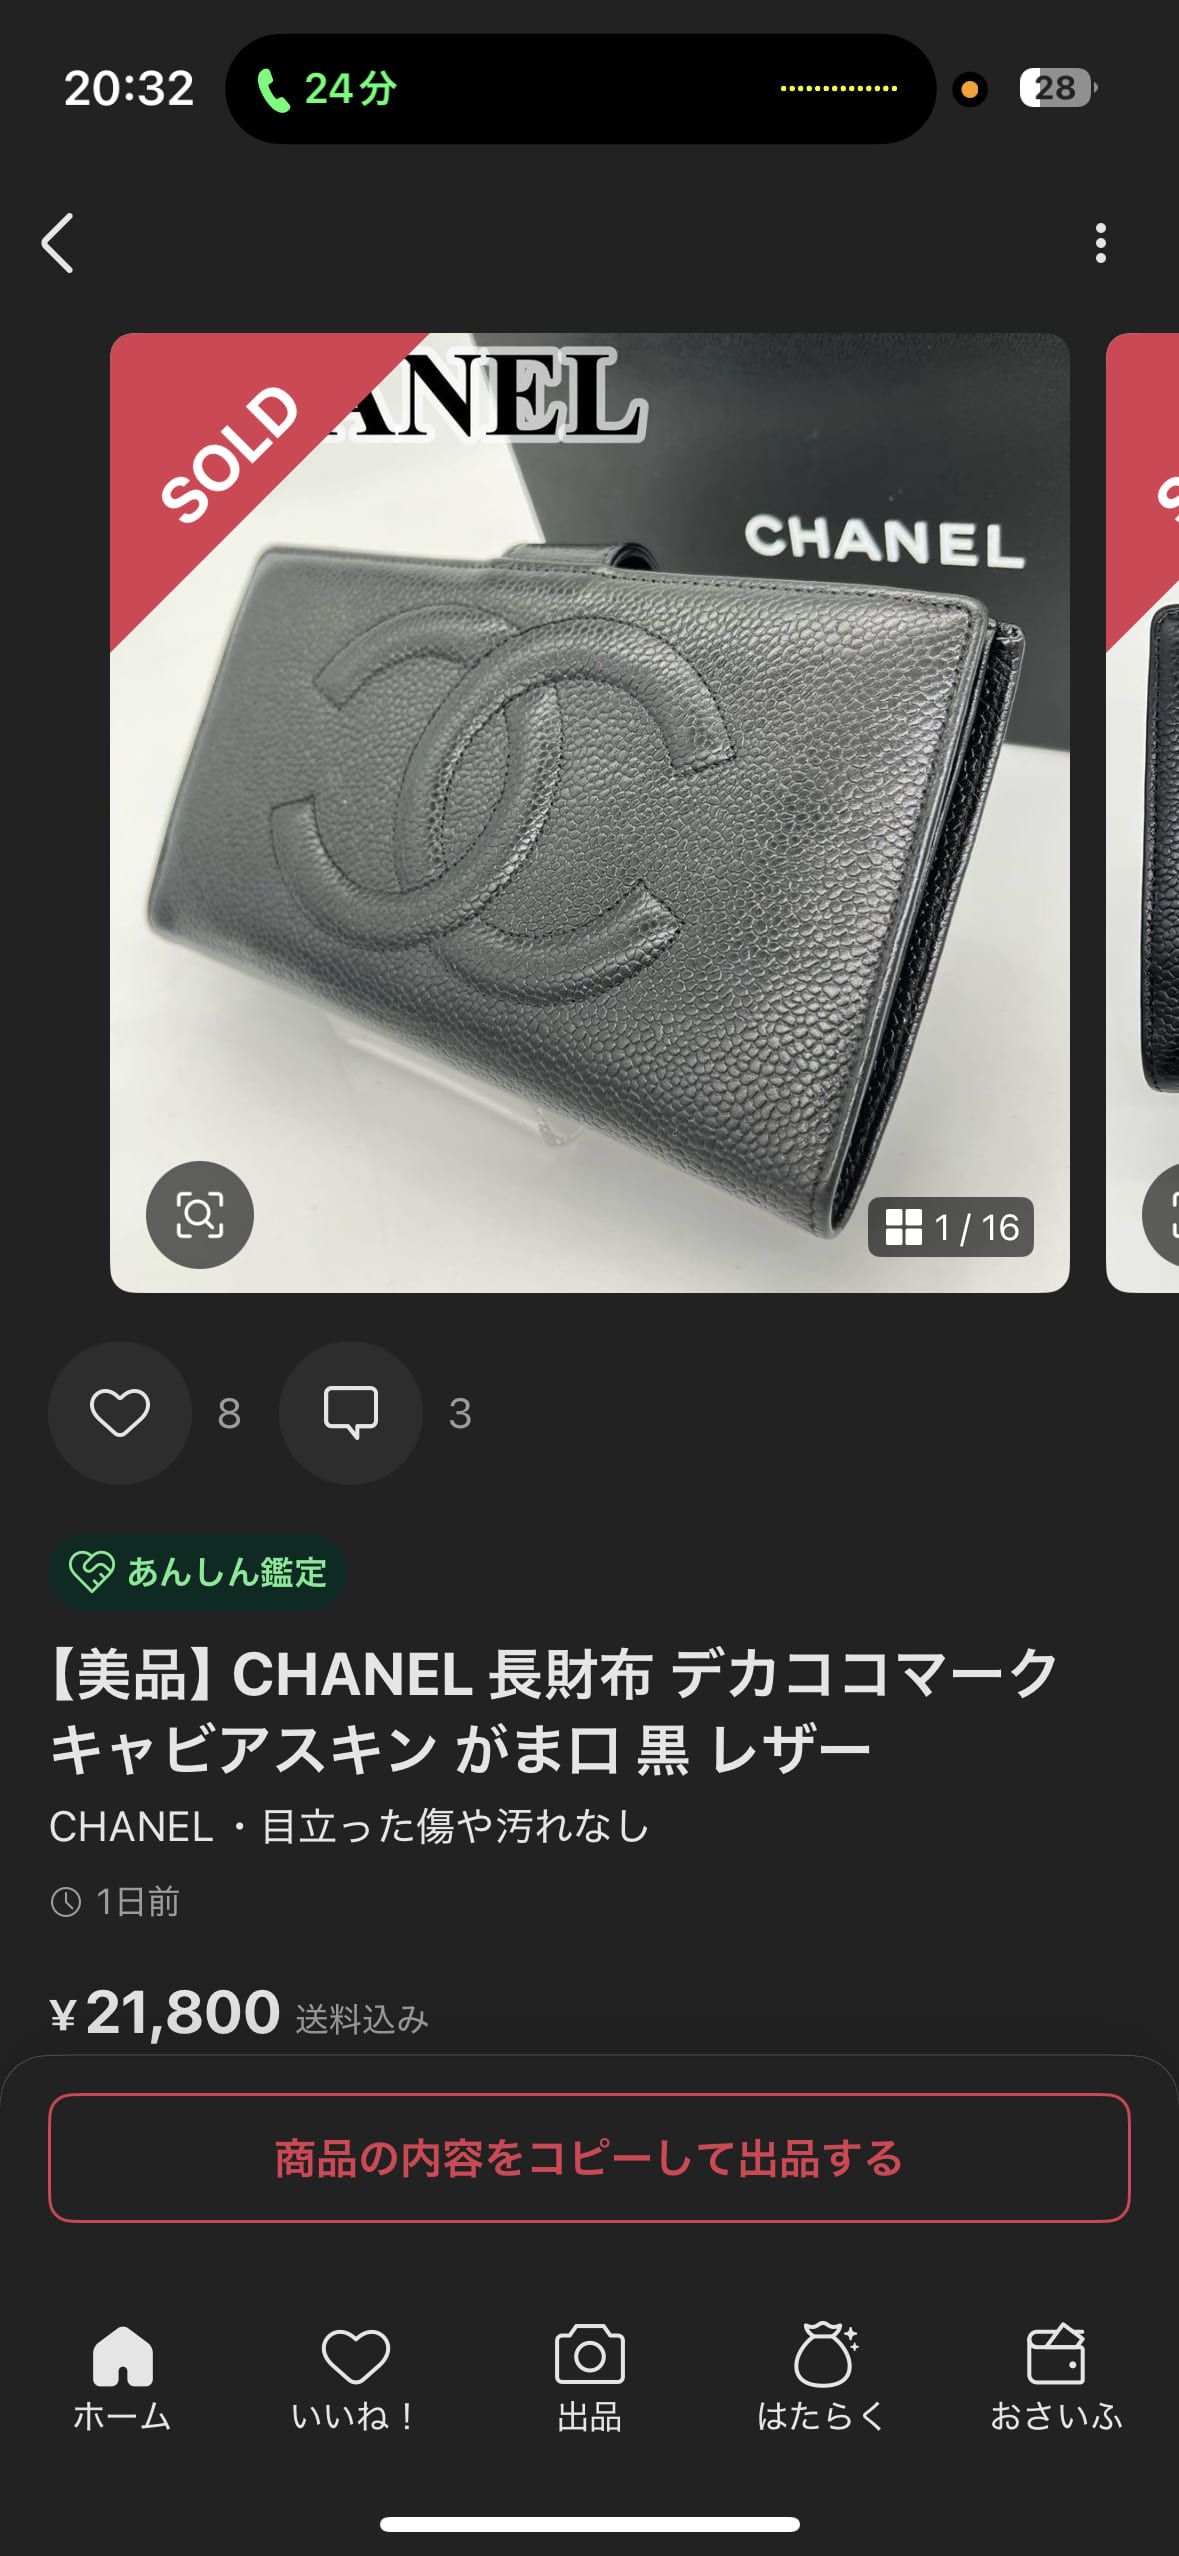 20:32
24分
28
SOLD
ANEL
CHANEL
1 / 16
8
3
あんしん鑑定
【美品】CHANEL 長財布 デカココマーク
キャビアスキン がま口 黒 レザー
CHANEL・目立った傷や汚れなし
1日前
¥21,800 送料込み
商品の内容をコピーして出品する
ホーム
いいね！
出品
はたらく
おさいふ